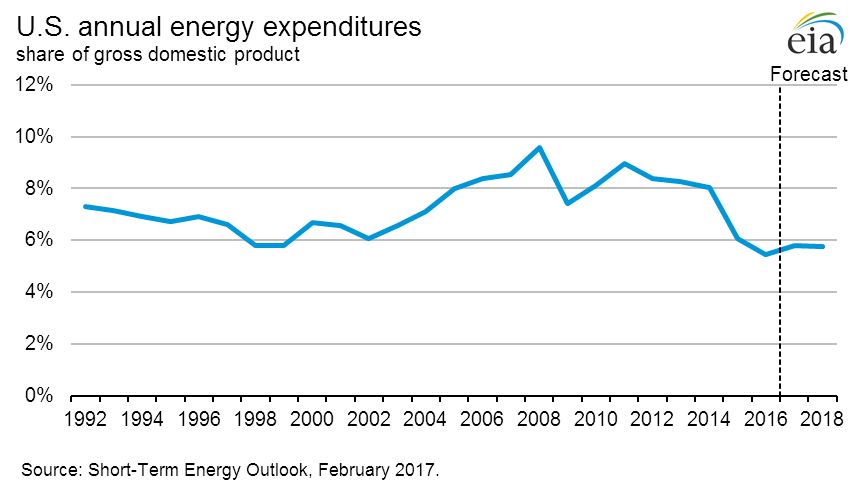 U.S. annual energy expenditures
share of gross domestic product
eia
Forecast
12%
10%
8%
6%
4%
2%
0%
1992 1994 1996 1998 2000 2002 2004 2006 2008 2010 2012 2014 2016 2018
Source: Short-Term Energy Outlook, February 2017.